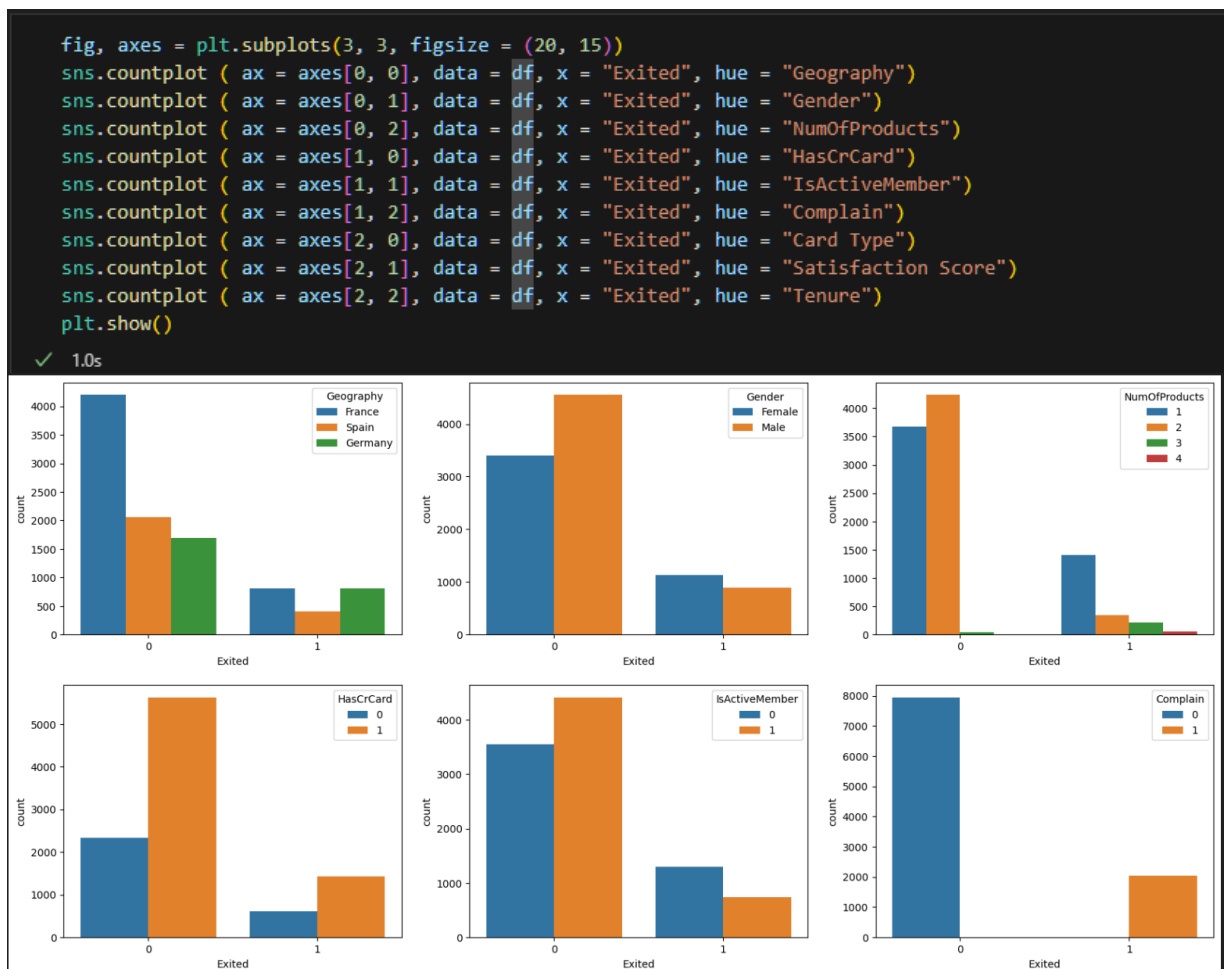 fig, axes = plt.subplots(3, 3, figsize = (20, 15))
sns.countplot ( ax = axes[0, 0], data = df, x = "Exited", hue = "Geography")
sns.countplot ( ax = axes[0, 1], data = df, x = "Exited", hue = "Gender")
sns.countplot ( ax = axes[0, 2], data = df, x = "Exited", hue = "NumOfProducts")
sns.countplot ( ax = axes[1, 0], data = df, x = "Exited", hue = "HasCrCard")
sns.countplot ( ax = axes[1, 1], data = df, x = "Exited", hue = "IsActiveMember")
sns.countplot ( ax = axes[1, 2], data = df, x = "Exited", hue = "Complain")
sns.countplot ( ax = axes[2, 0], data = df, x = "Exited", hue = "Card Type")
sns.countplot ( ax = axes[2, 1], data = df, x = "Exited", hue = "Satisfaction Score")
sns.countplot ( ax = axes[2, 2], data = df, x = "Exited", hue = "Tenure")
plt.show()
✓ 1.0s
Geography
France
Spain
Germany
4000
3500
3000
2500
2000
1500
1000
500
0
count
0 1
Exited
Gender
Female
Male
4000
3000
2000
1000
0
count
0 1
Exited
NumOfProducts
1
2
3
4
4000
3500
3000
2500
2000
1500
1000
500
0
count
0 1
Exited
HasCrCard
0
1
5000
4000
3000
2000
1000
0
count
0 1
Exited
IsActiveMember
0
1
4000
3000
2000
1000
0
count
0 1
Exited
Complain
0
1
8000
7000
6000
5000
4000
3000
2000
1000
0
count
0 1
Exited